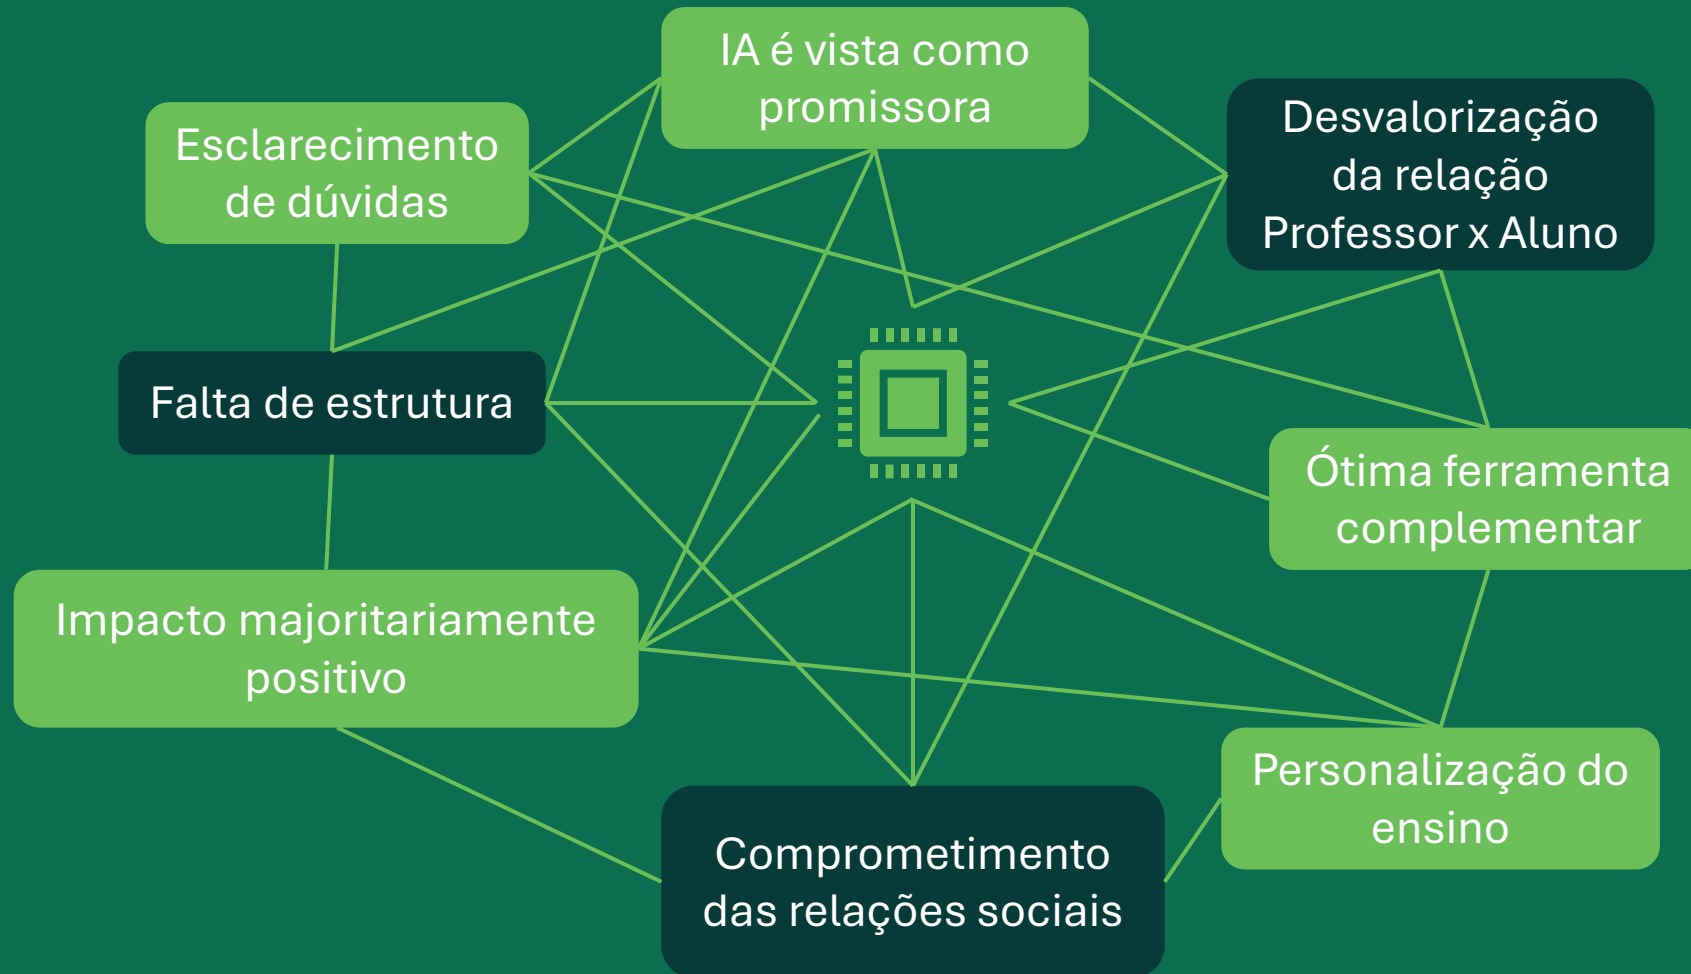 IA é vista como
promissora
Esclarecimento
de dúvidas
Desvalorização
da relação
Professor x Aluno
Falta de estrutura
Ótima ferramenta
complementar
Impacto majoritariamente
positivo
Personalização do
ensino
Comprometimento
das relações sociais